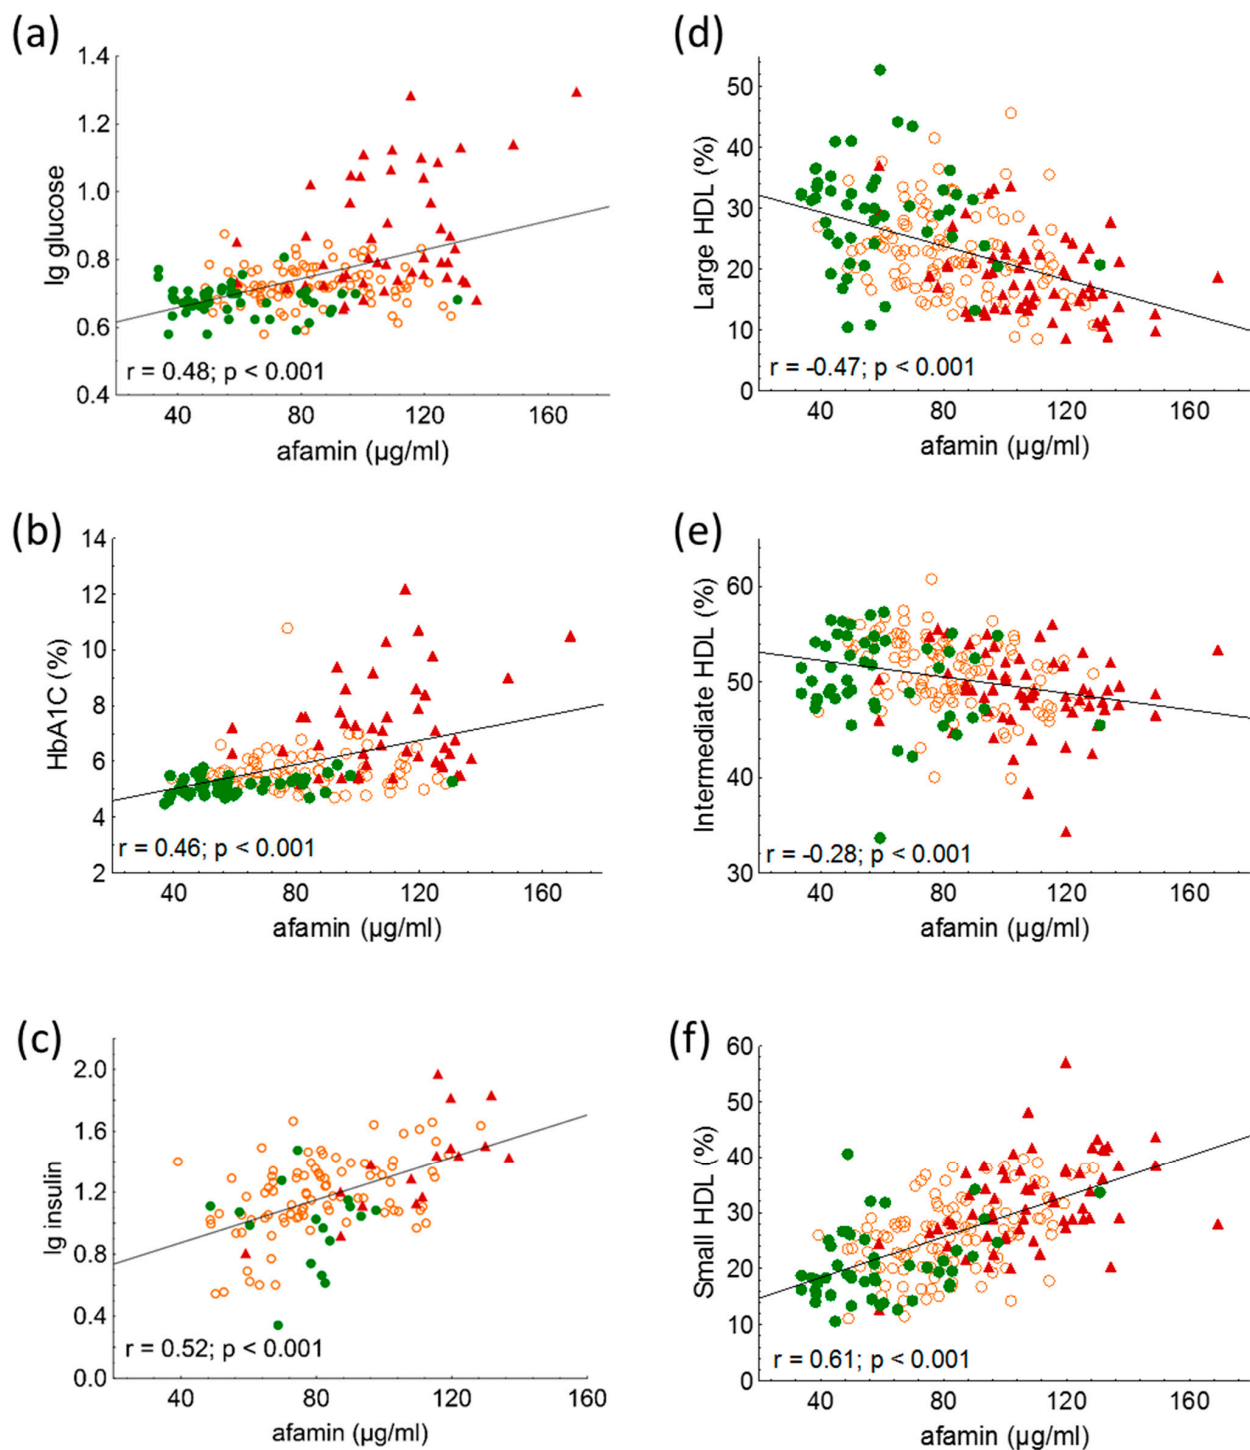 (a)
1.4
1.2
1.0
0.8
0.6
0.4
lg glucose
r = 0.48; p < 0.001
40 80 120 160
afamin (µg/ml)
(d)
50
40
30
20
10
0
Large HDL (%)
r = -0.47; p < 0.001
40 80 120 160
afamin (µg/ml)
(b)
14
12
10
8
6
4
2
HbA1C (%)
r = 0.46; p < 0.001
40 80 120 160
afamin (µg/ml)
(e)
60
50
40
30
Intermediate HDL (%)
r = -0.28; p < 0.001
40 80 120 160
afamin (µg/ml)
(c)
2.0
1.6
1.2
0.8
0.4
0.0
lg insulin
r = 0.52; p < 0.001
40 80 120 160
afamin (µg/ml)
(f)
60
50
40
30
20
10
0
Small HDL (%)
r = 0.61; p < 0.001
40 80 120 160
afamin (µg/ml)